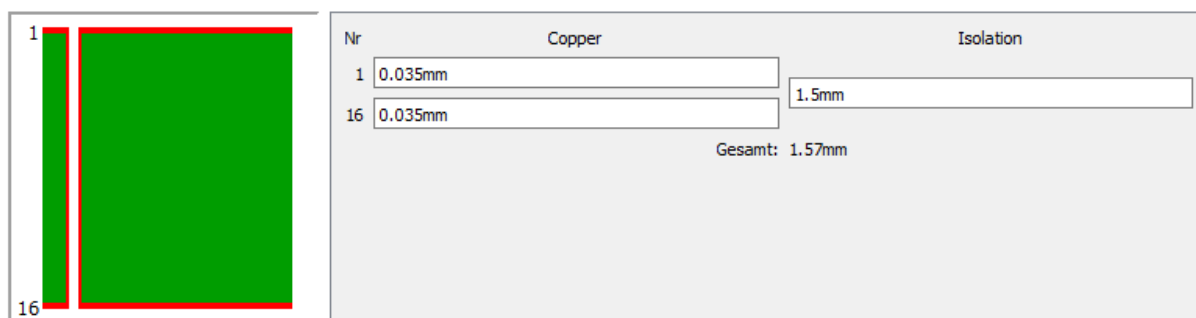 1
16
Nr Copper Isolation
1 0.035mm
1.5mm
16 0.035mm
Gesamt: 1.57mm